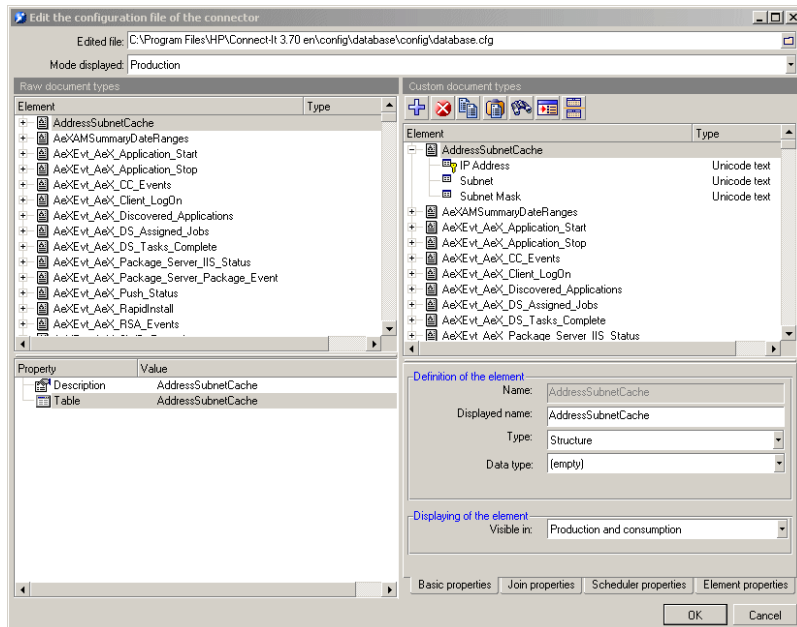 Edit the configuration file of the connector
Edited file: C:\Program Files\HP\Connect-It 3.70 en\config\database\config\database.cfg
Mode displayed: Production
Raw document types
Element Type
AddressSubnetCache
AeXAMSummaryDateRanges
AeXEvt_AeX_Application_Start
AeXEvt_AeX_Application_Stop
AeXEvt_AeX_CC_Events
AeXEvt_AeX_Client_LogOn
AeXEvt_AeX_Discovered_Applications
AeXEvt_AeX_DS_Assigned_Jobs
AeXEvt_AeX_DS_Tasks_Complete
AeXEvt_AeX_Package_Server_IIS_Status
AeXEvt_AeX_Package_Server_Package_Event
AeXEvt_AeX_Push_Status
AeXEvt_AeX_RapidInstall
AeXEvt_AeX_RSA_Events
Property Value
Description AddressSubnetCache
Table AddressSubnetCache
Custom document types
Element Type
AddressSubnetCache
IP Address Unicode text
Subnet Unicode text
Subnet Mask Unicode text
AeXAMSummaryDateRanges
AeXEvt_AeX_Application_Start
AeXEvt_AeX_Application_Stop
AeXEvt_AeX_CC_Events
AeXEvt_AeX_Client_LogOn
AeXEvt_AeX_Discovered_Applications
AeXEvt_AeX_DS_Assigned_Jobs
AeXEvt_AeX_DS_Tasks_Complete
AeXEvt_AeX_Package_Server_IIS_Status
Definition of the element
Name: AddressSubnetCache
Displayed name: AddressSubnetCache
Type: Structure
Data type: (empty)
Displaying of the element
Visible in: Production and consumption
Basic properties Join properties Scheduler properties Element properties
OK Cancel